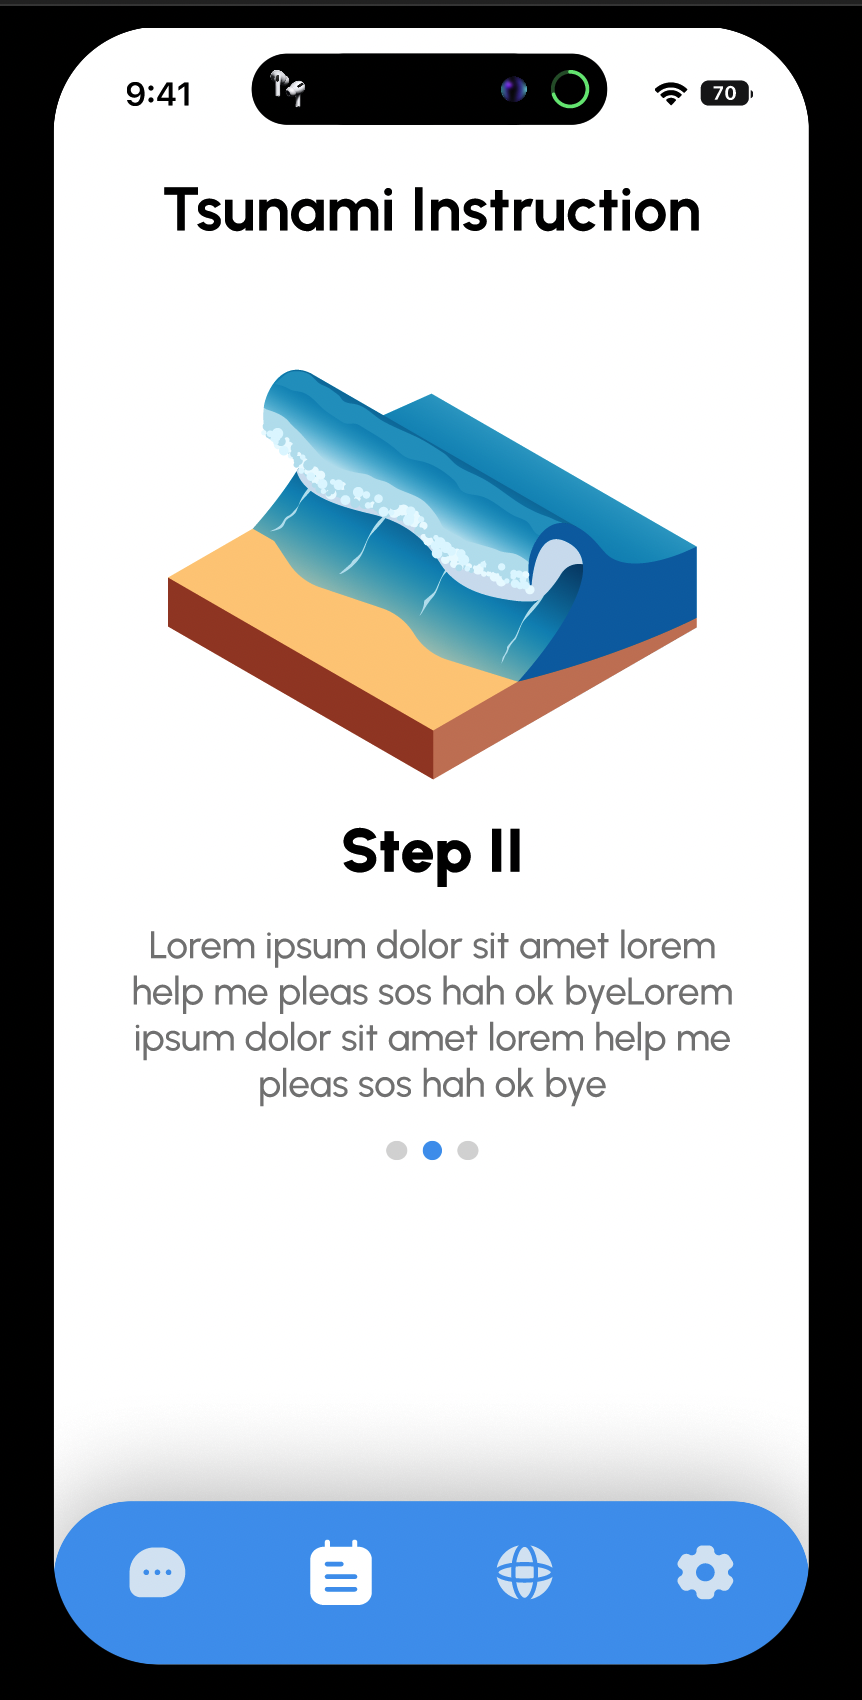 9:41
70
Tsunami Instruction
Step II
Lorem ipsum dolor sit amet lorem
help me pleas sos hah ok byeLorem
ipsum dolor sit amet lorem help me
pleas sos hah ok bye